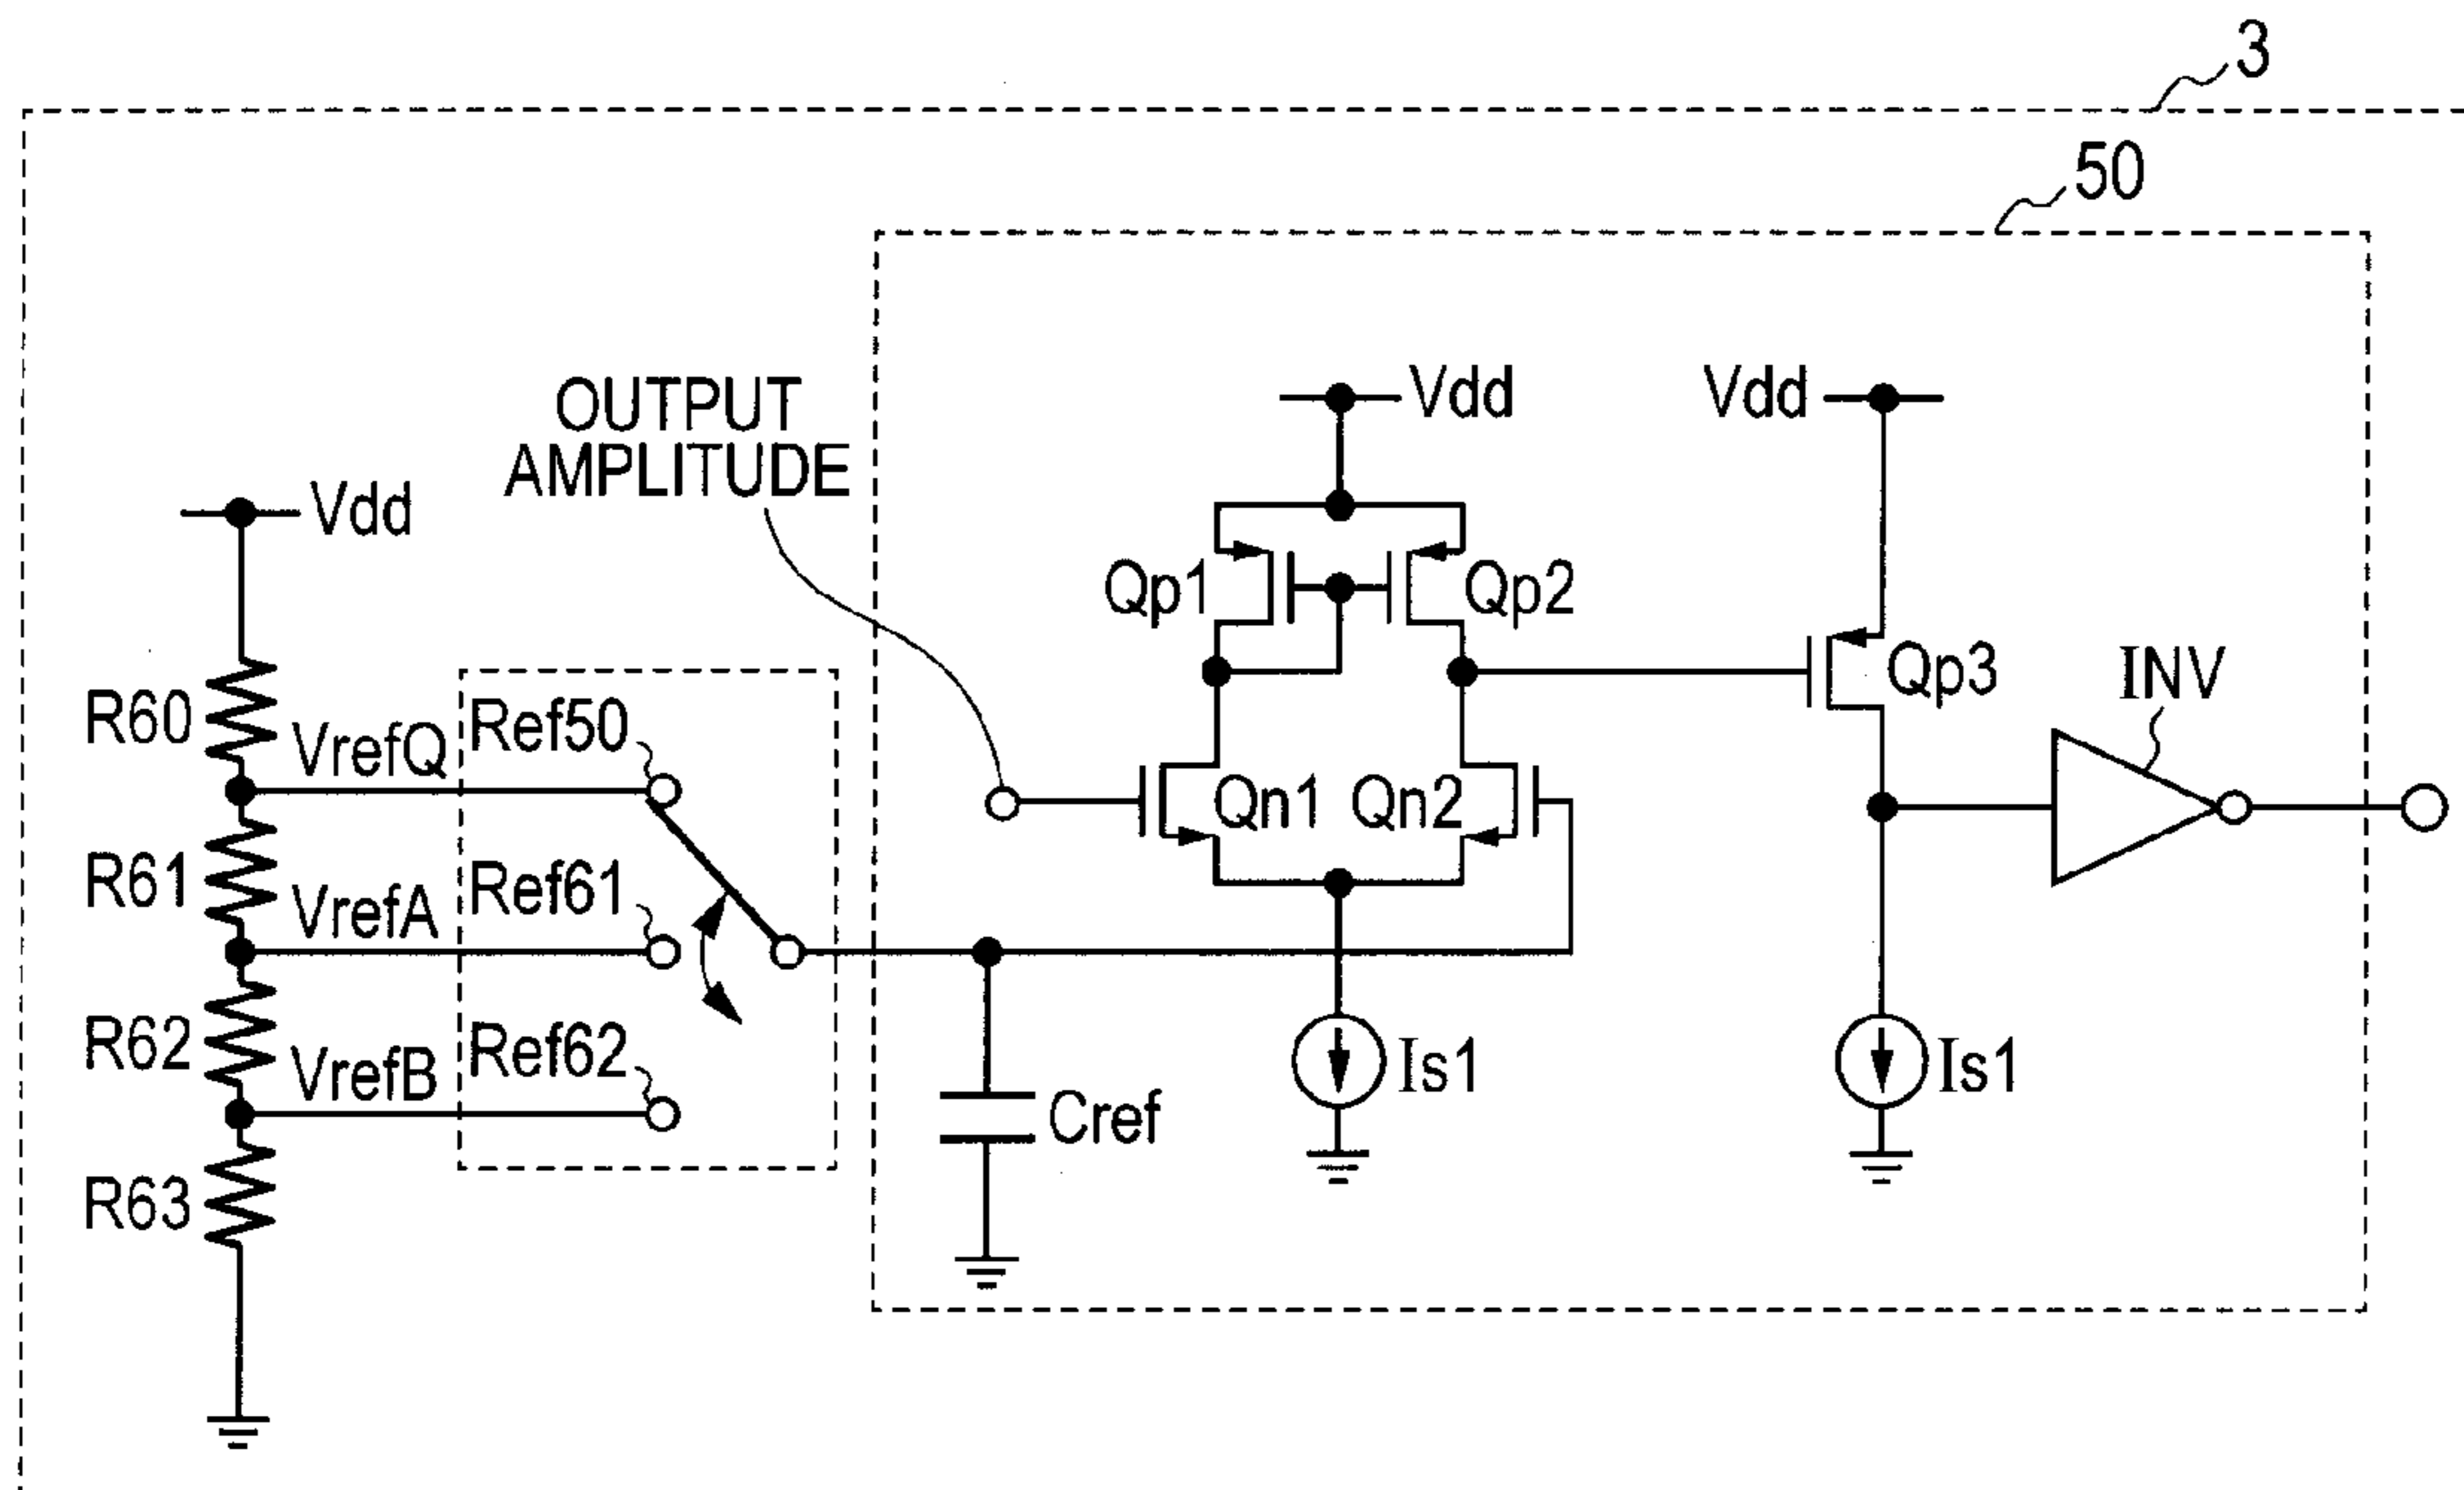 3
50
OUTPUT
AMPLITUDE
Vdd
Vdd
Vdd
Qp1
Qp2
Qp3
INV
R60
VrefQ
Ref50
Qn1
Qn2
R61
VrefA
Ref61
R62
VrefB
Ref62
Is1
Is1
Cref
R63